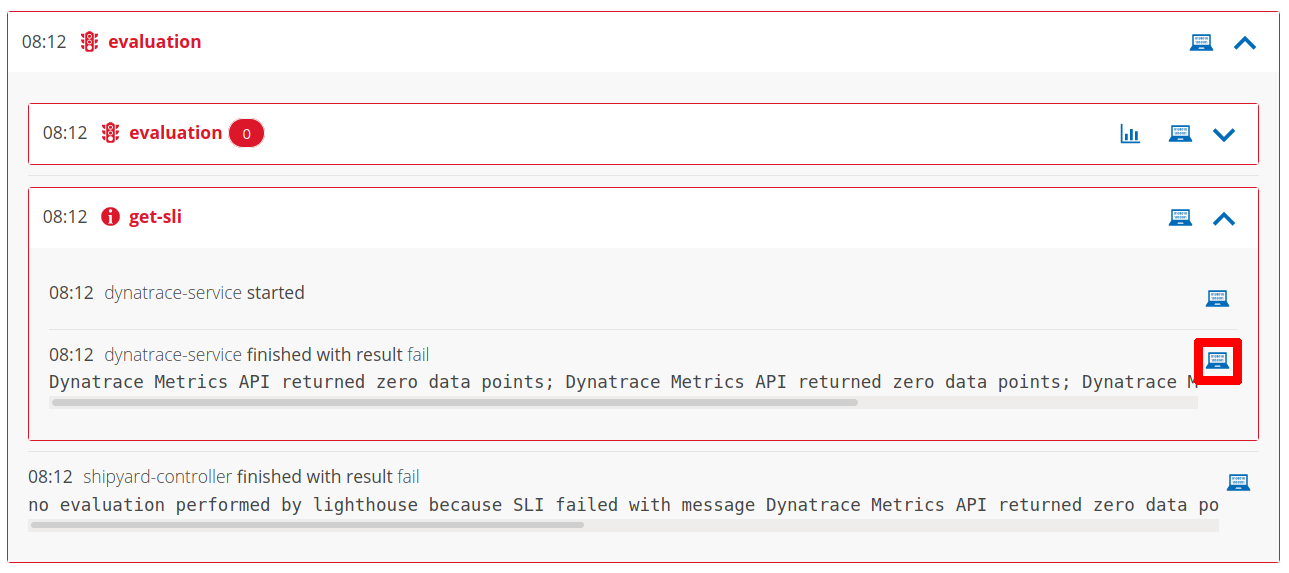 08:12 evaluation
08:12 evaluation 0
08:12 get-sli
08:12 dynatrace-service started
08:12 dynatrace-service finished with result fail
Dynatrace Metrics API returned zero data points; Dynatrace Metrics API returned zero data points; Dynatrace M
08:12 shipyard-controller finished with result fail
no evaluation performed by lighthouse because SLI failed with message Dynatrace Metrics API returned zero data po